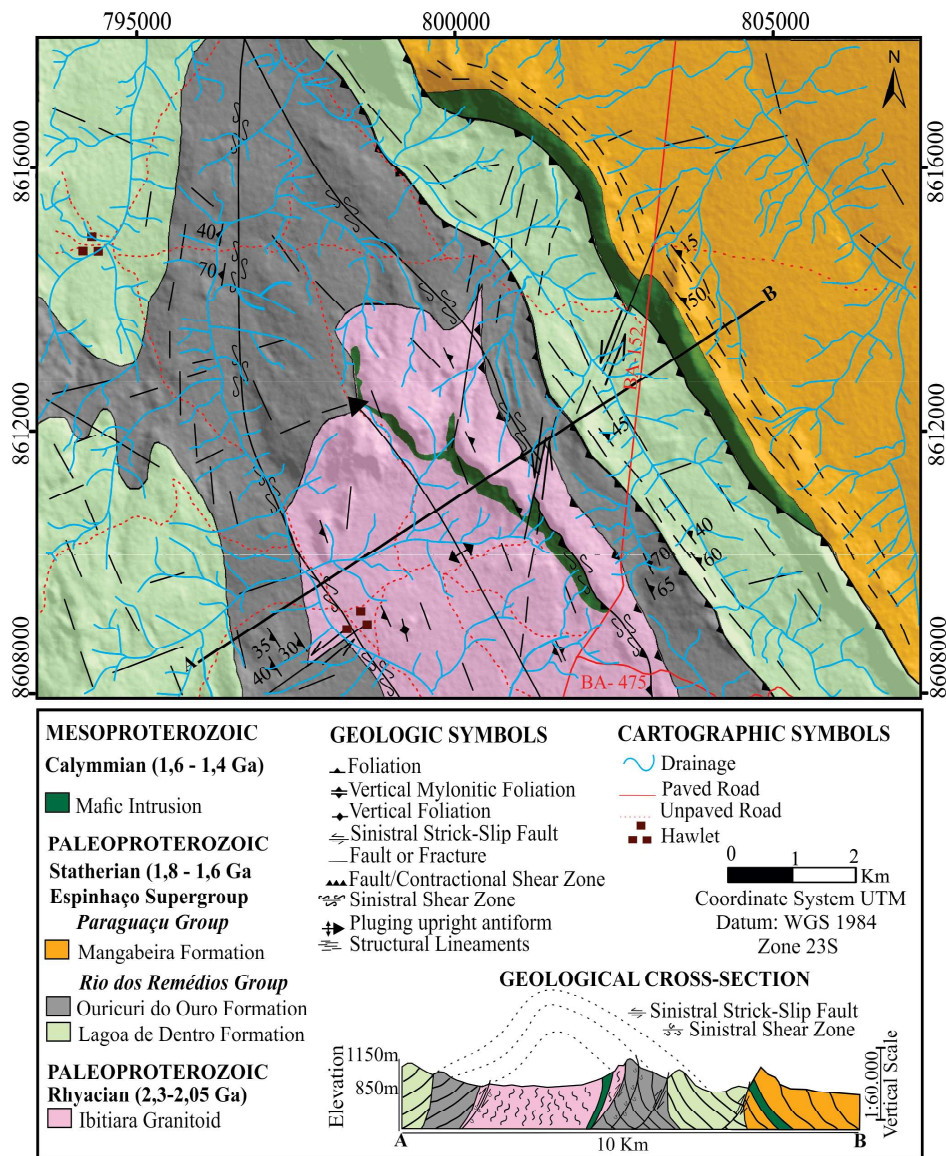 795000 800000 805000
N
8616000 8616000
8612000 8612000
8608000 8608000
40
70
15
50
B
BA-152
45
40
60
70
65
35
30
40
A
BA- 475
MESOPROTEROZOIC
Calymmian (1,6 - 1,4 Ga)
Mafic Intrusion
PALEOPROTEROZOIC
Statherian (1,8 - 1,6 Ga
Espinhaço Supergroup
Paraguaçu Group
Mangabeira Formation
Rio dos Remédios Group
Ouricuri do Ouro Formation
Lagoa de Dentro Formation
PALEOPROTEROZOIC
Rhyacian (2,3-2,05 Ga)
Ibitiara Granitoid
GEOLOGIC SYMBOLS
Foliation
Vertical Mylonitic Foliation
Vertical Foliation
Sinistral Strick-Slip Fault
Fault or Fracture
Fault/Contractional Shear Zone
Sinistral Shear Zone
Pluging upright antiform
Structural Lineaments
CARTOGRAPHIC SYMBOLS
Drainage
Paved Road
Unpaved Road
Hawlet
0 1 2
Km
Coordinate System UTM
Datum: WGS 1984
Zone 23S
GEOLOGICAL CROSS-SECTION
Sinistral Strick-Slip Fault
Sinistral Shear Zone
Elevation
1150m
850m
A
10 Km
B
1:60.000
Vertical Scale